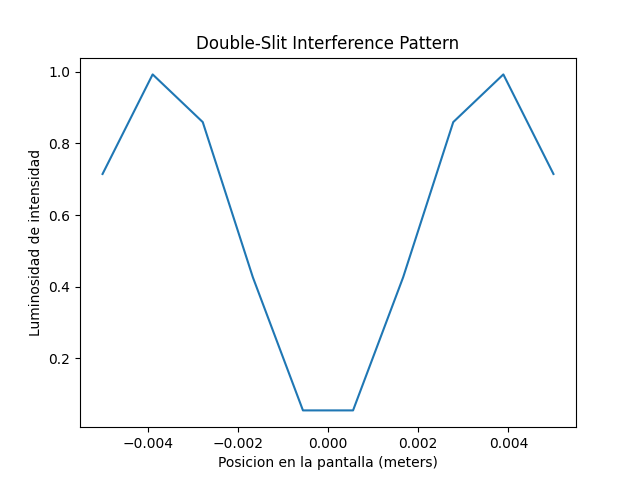 Double-Slit Interference Pattern
1.0
0.8
0.6
0.4
0.2
Luminosidad de intensidad
−0.004 −0.002 0.000 0.002 0.004
Posicion en la pantalla (meters)